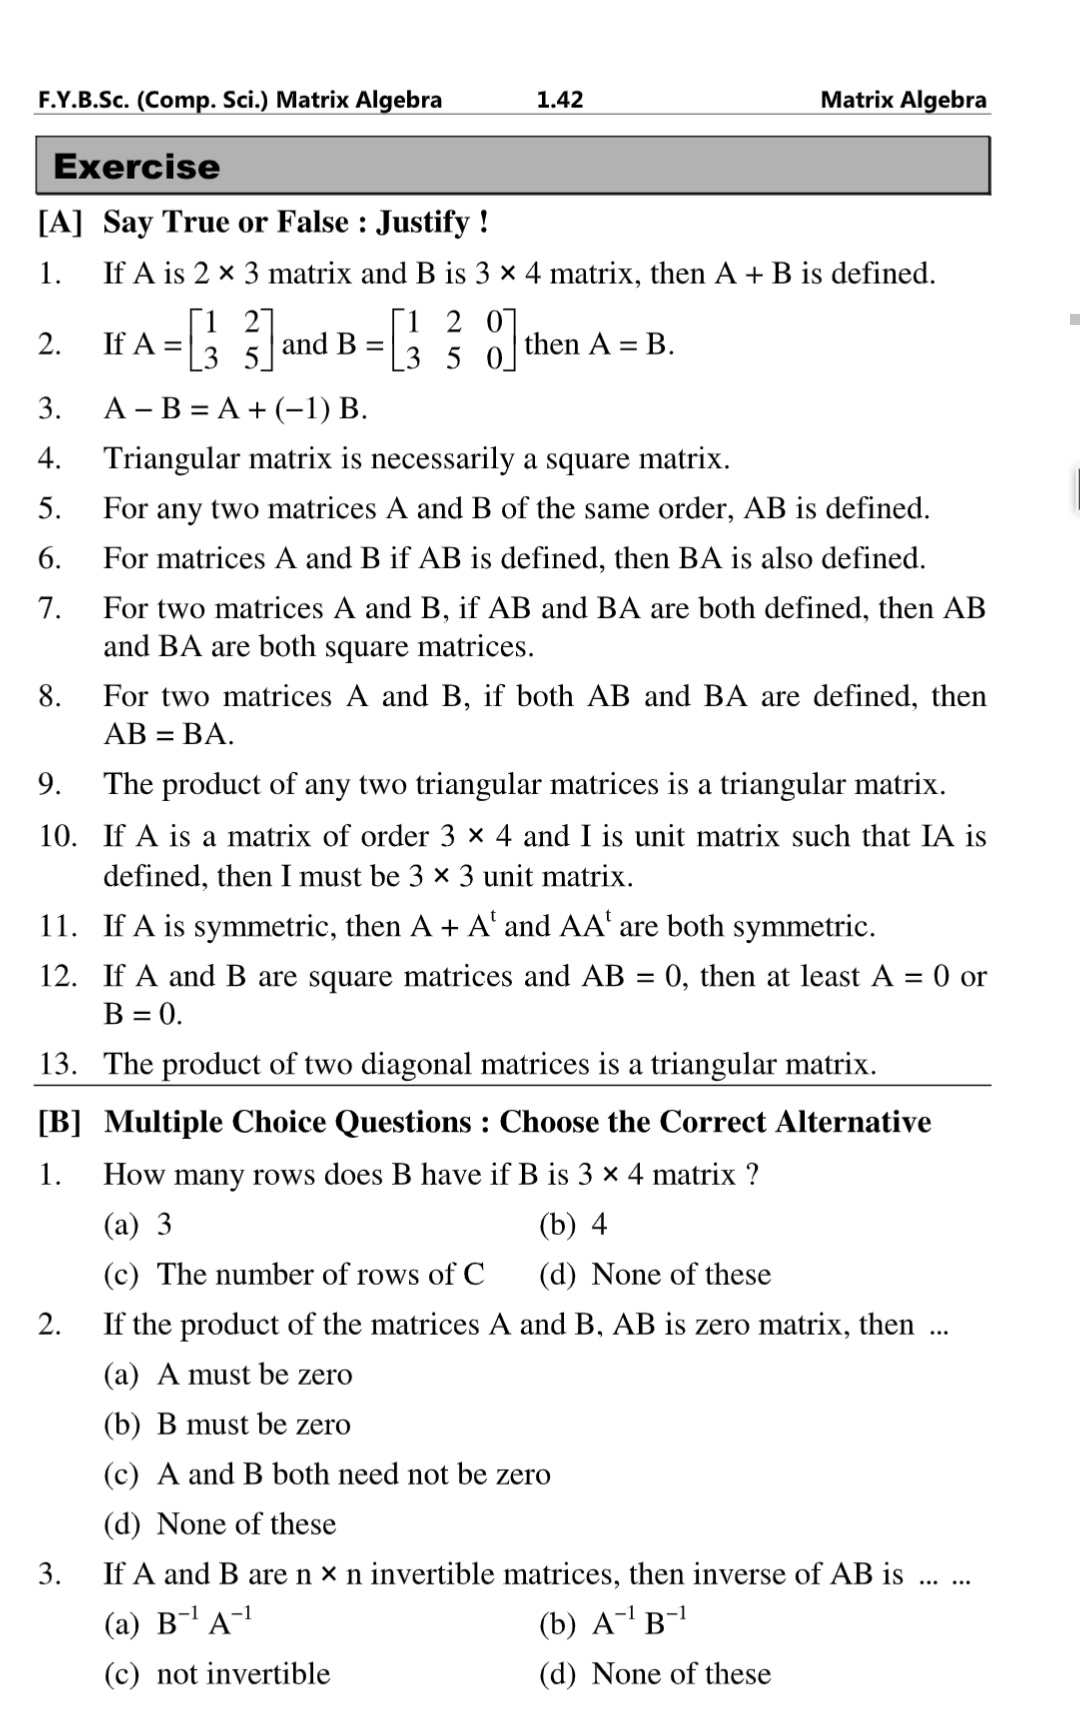 F.Y.B.Sc. (Comp. Sci.) Matrix Algebra 1.42 Matrix Algebra
Exercise
[A] Say True or False : Justify !
1. If A is 2 × 3 matrix and B is 3 × 4 matrix, then A + B is defined.
2. If A = [1 2; 3 5] and B = [1 2 0; 3 5 0] then A = B.
3. A – B = A + (–1) B.
4. Triangular matrix is necessarily a square matrix.
5. For any two matrices A and B of the same order, AB is defined.
6. For matrices A and B if AB is defined, then BA is also defined.
7. For two matrices A and B, if AB and BA are both defined, then AB
and BA are both square matrices.
8. For two matrices A and B, if both AB and BA are defined, then
AB = BA.
9. The product of any two triangular matrices is a triangular matrix.
10. If A is a matrix of order 3 × 4 and I is unit matrix such that IA is
defined, then I must be 3 × 3 unit matrix.
11. If A is symmetric, then A + Aᵗ and AAᵗ are both symmetric.
12. If A and B are square matrices and AB = 0, then at least A = 0 or
B = 0.
13. The product of two diagonal matrices is a triangular matrix.
[B] Multiple Choice Questions : Choose the Correct Alternative
1. How many rows does B have if B is 3 × 4 matrix ?
(a) 3 (b) 4
(c) The number of rows of C (d) None of these
2. If the product of the matrices A and B, AB is zero matrix, then ...
(a) A must be zero
(b) B must be zero
(c) A and B both need not be zero
(d) None of these
3. If A and B are n × n invertible matrices, then inverse of AB is ... ...
(a) B⁻¹ A⁻¹ (b) A⁻¹ B⁻¹
(c) not invertible (d) None of these